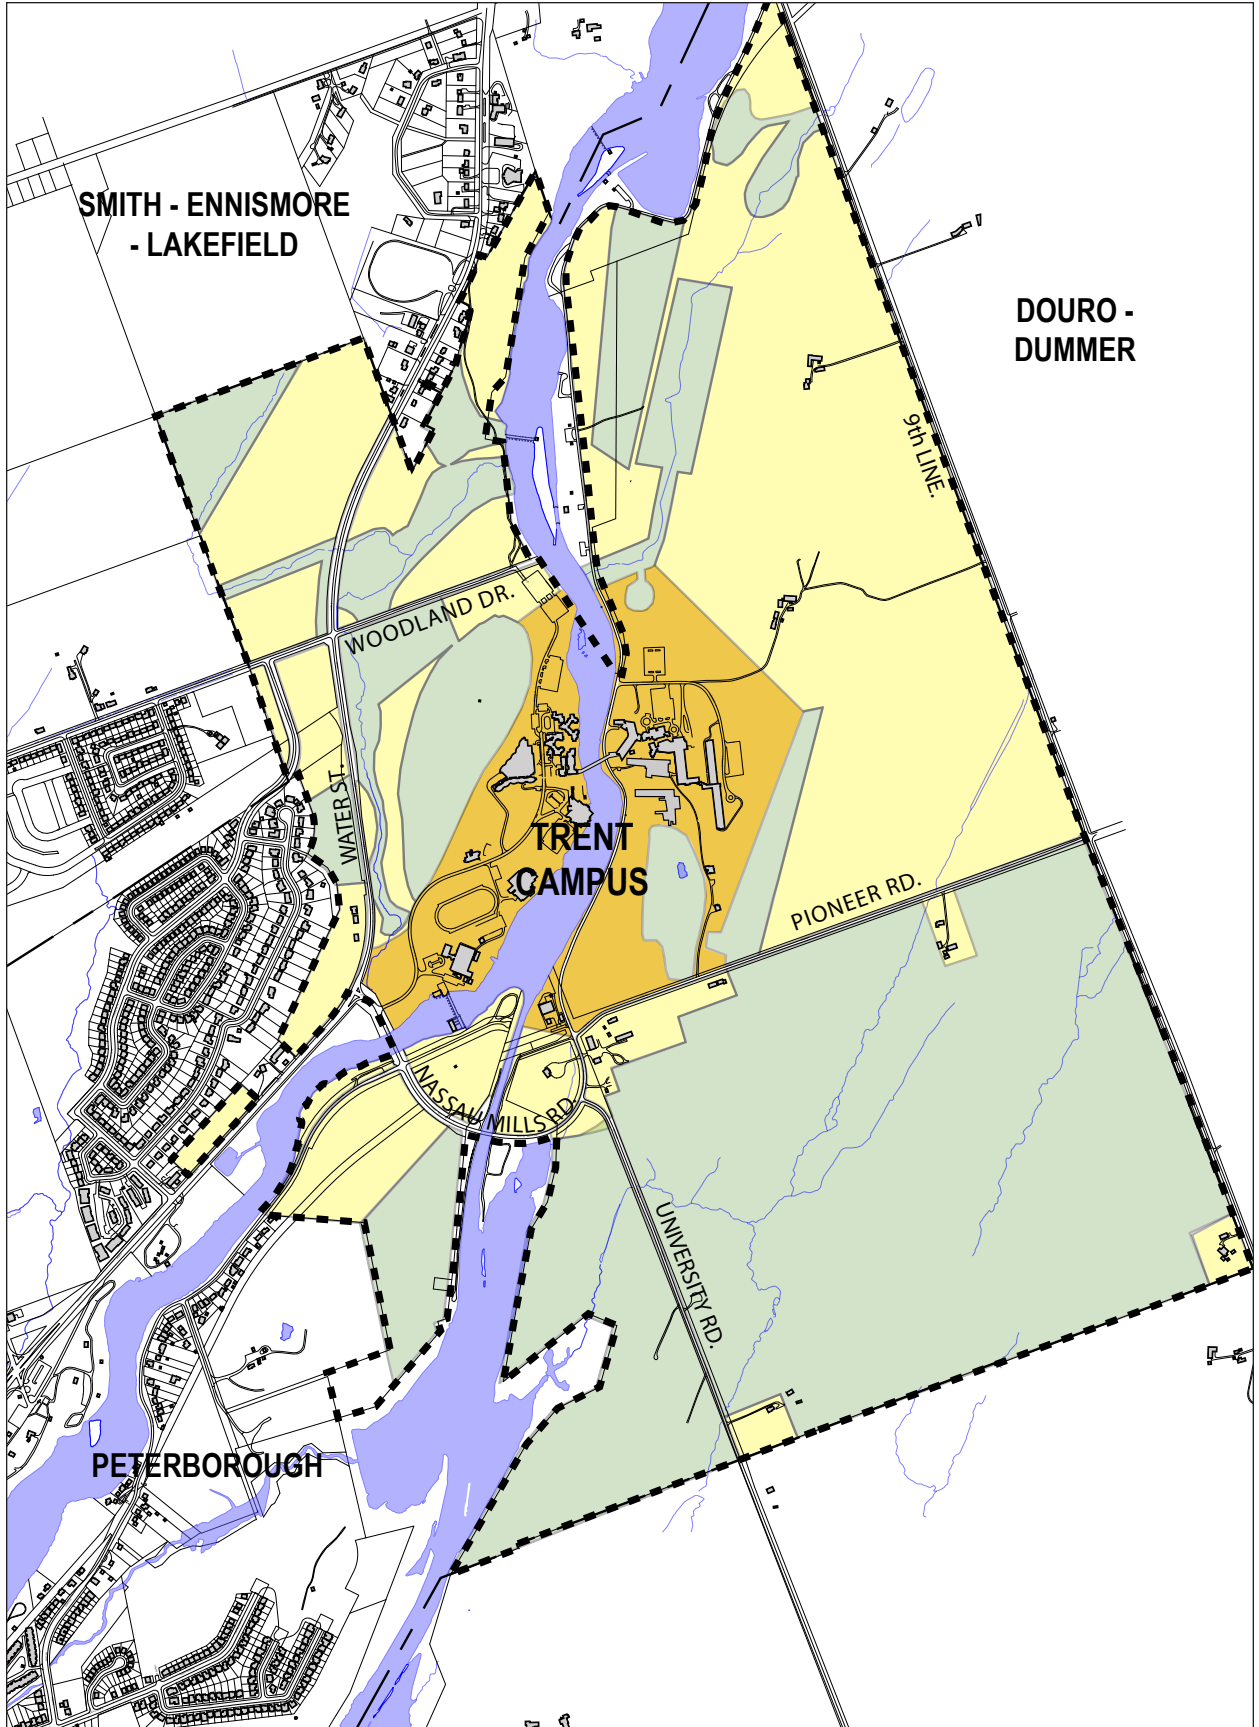 SMITH - ENNISMORE
- LAKEFIELD
DOURO -
DUMMER
9th LINE.
WOODLAND DR.
WATER ST.
TRENT
CAMPUS
PIONEER RD.
NASSAU MILLS RD.
UNIVERSITY RD.
PETERBOROUGH